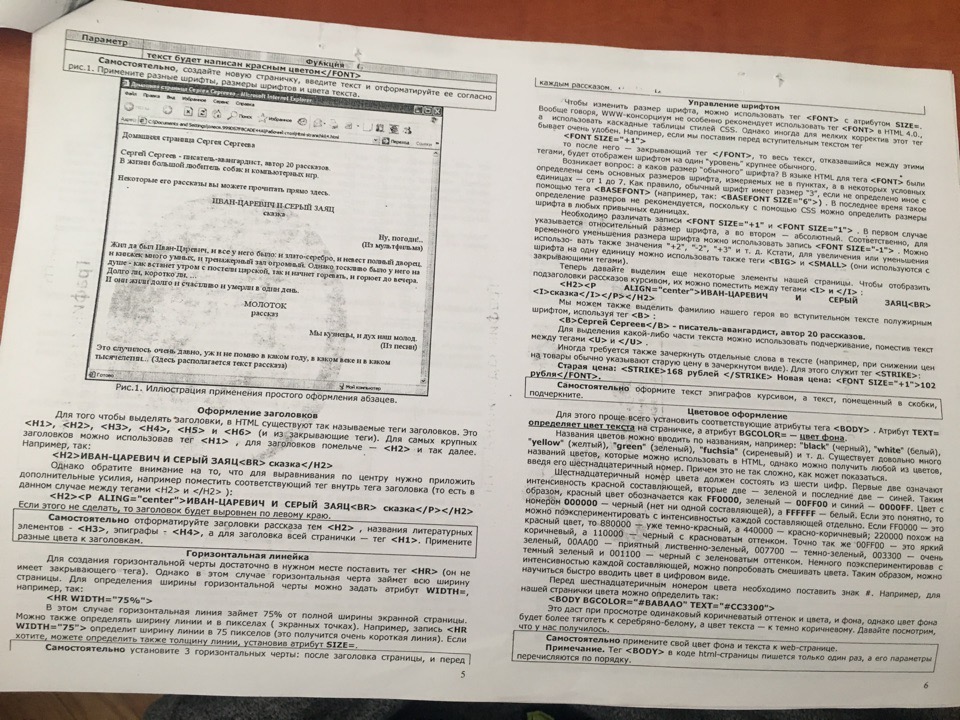 Параметр
Функция
текст будет написан красным цветом</FONT>
Самостоятельно, создайте новую страничку, введите текст и отформатируйте ее согласно
рис.1. Примените разные шрифты, размеры шрифтов и цвета текста.
Домашняя страница Сергея Сергеева - Microsoft Internet Explorer
Файл Правка Вид Избранное Сервис Справка
Назад Поиск Избранное
Переход Ссылки
Домашняя страница Сергея Сергеева
Сергей Сергеев - писатель-авангардист, автор 20 рассказов.
В жизни большой любитель собак и компьютерных игр.
Некоторые его рассказы вы можете прочитать прямо здесь.
ИВАН-ЦАРЕВИЧ И СЕРЫЙ ЗАЯЦ
сказка
Ну, погоди!..
(Из мультфильма)
Жил да был Иван-Царевич, и все у него было: и злато-серебро, и невест полный дворец,
и книжек много умных, и тренажерный зал огромный. Однако тоскливо было у него на
душе - как встанет утром с постели царской, так и начнет горевать, и горюет до вечера.
Долго ли, коротко ли, ...
И они жили долго и счастливо и умерли в один день.
МОЛОТОК
рассказ
Мы кузнецы, и дух наш молод.
(Из песни)
Это случилось очень давно, уж и не помню в каком году, в каком веке и в каком
тысячелетии... (Здесь располагается текст рассказа)
Готово
Мой компьютер
Рис.1. Иллюстрация применения простого оформления абзацев.
Оформление заголовков
Для того чтобы выделять заголовки, в HTML существуют так называемые теги заголовков. Это
<H1>, <H2>, <H3>, <H4>, <H5> и <H6> (и из закрывающие теги). Для самых крупных
заголовков можно использовав тег <H1> , для заголовков помельче — <H2> и так далее.
Например, так:
<H2>ИВАН-ЦАРЕВИЧ И СЕРЫЙ ЗАЯЦ<BR> сказка</H2>
Однако обратите внимание на то, что для выравнивания по центру нужно приложить
дополнительные усилия, например поместить соответствующий тег внутрь тега заголовка (то есть в
данном случае между тегами <H2> и </H2> ):
<H2><P ALING="center">ИВАН-ЦАРЕВИЧ И СЕРЫЙ ЗАЯЦ<BR> сказка</P></H2>
Если этого не сделать, то заголовок будет выровнен по левому краю.
Самостоятельно отформатируйте заголовки рассказа тем <H2> , названия литературных
элементов - <H3>, эпиграфы - <H4>, а для заголовка всей странички — тег <H1>. Примените
разные цвета к заголовкам.
Горизонтальная линейка
Для создания горизонтальной черты достаточно в нужном месте поставить тег <HR> (он не
имеет закрывающего тега). Однако в этом случае горизонтальная черта займет всю ширину
страницы. Для определения ширины горизонтальной черты можно задать атрибут WIDTH=,
например, так:
<HR WIDTH="75%">
В этом случае горизонтальная линия займет 75% от полной ширины экранной страницы.
Можно также определять ширину линии и в пикселах ( экранных точках). Например, запись <HR
WIDTH="75"> определит ширину линии в 75 пикселов (это получится очень короткая линия). Если
хотите, можете определить также толщину линии, установив атрибут SIZE=.
Самостоятельно установите 3 горизонтальных черты: после заголовка страницы, и перед
5
каждым рассказом.
Управление шрифтом
Чтобы изменить размер шрифта, можно использовать тег <FONT> с атрибутом SIZE=.
Вообще говоря, WWW-консорциум не особенно рекомендует использовать тег <FONT> в HTML 4.0.,
а использовать каскадные таблицы стилей CSS. Однако иногда для мелких корректив этот тег
бывает очень удобен. Например, если мы поставим перед вступительным текстом тег
<FONT SIZE="+1">
то после него — закрывающий тег </FONT>, то весь текст, отказавшийся между этими
тегами, будет отображен шрифтом на один "уровень" крупнее обычного.
Возникает вопрос: а каков размер "обычного" шрифта? В языке HTML для тега <FONT> были
определены семь основных размеров шрифта, измеряемых не в пунктах, а в некоторых условных
единицах — от 1 до 7. Как правило, обычный шрифт имеет размер "3", если не определено иное с
помощью тега <BASEFONT> (например, так: <BASEFONT SIZE="6">) . В последнее время такое
определение размеров не рекомендуется, поскольку с помощью CSS можно определить размеры
шрифта в любых привычных единицах.
Необходимо различать записи <FONT SIZE="+1" и <FONT SIZE="1"> . В первом случае
указывается относительный размер шрифта, а во втором — абсолютный. Соответственно, для
временного уменьшения размера шрифта можно использовать запись <FONT SIZE="-1"> . Можно
использо- вать также значения "+2", "-2", "+3" и т. д. Кстати, для увеличения или уменьшения
шрифта на одну единицу можно использовать также теги <BIG> и <SMALL> (они используются с
закрывающими тегами).
Теперь давайте выделим еще некоторые элементы нашей страницы. Чтобы отобразить
подзаголовки рассказов курсивом, их можно поместить между тегами <I> и </I> :
<H2><P ALIGN="center">ИВАН-ЦАРЕВИЧ И СЕРЫЙ ЗАЯЦ<BR>
<I>сказка</I></P></H2>
Мы можем также выделить фамилию нашего героя во вступительном тексте полужирным
шрифтом, используя тег <B> :
<B>Сергей Сергеев</B> - писатель-авангардист, автор 20 рассказов.
Для выделения какой-либо части текста можно использовать подчеркивание, поместив текст
между тегами <U> и </U> .
Иногда требуется также зачеркнуть отдельные слова в тексте (например, при снижении цен
на товары обычно указывают старую цену в зачеркнутом виде). Для этого служит тег <STRIKE>:
Старая цена: <STRIKE>168 рублей </STRIKE> Новая цена: <FONT SIZE="+1">102
рубля</FONT>.
Самостоятельно оформите текст эпиграфов курсивом, а текст, помещенный в скобки,
подчеркните.
Цветовое оформление
Для этого проще всего установить соответствующие атрибуты тега <BODY> . Атрибут TEXT=
определяет цвет текста на страничке, а атрибут BGCOLOR= — цвет фона.
Названия цветов можно вводить по названиям, например: "black" (черный), "white" (белый),
"yellow" (желтый), "green" (зеленый), "fuchsia" (сиреневый) и т. д. Существует довольно много
названий цветов, которые можно использовать в HTML, однако можно получить любой из цветов,
введя его шестнадцатиричный номер. Причем это не так сложно, как может показаться.
Шестнадцатеричный номер цвета должен состоять из шести цифр. Первые две означают
интенсивность красной составляющей, вторые две — зеленой и последние две — синей. Таким
образом, красный цвет обозначается как FF0000, зеленый — 00FF00 и синий — 0000FF. Цвет с
номером 000000 — черный (нет ни одной составляющей), а FFFFFF — белый. Если это понятно, то
можно поэкспериментировать с интенсивностью каждой составляющей отдельно. Если FF0000 — это
красный цвет, то 880000 — уже темно-красный, а 440000 — красно-коричневый; 220000 похож на
коричневый, а 110000 — черный с красноватым оттенком. Точно так же 00FF00 — это яркий
зеленый, 00AA00 — приятный лиственно-зеленый, 007700 — темно-зеленый, 003300 — очень
темный зеленый и 001100 — черный с зеленоватым оттенком. Немного поэкспериментировав с
интенсивностью каждой составляющей, можно попробовать смешивать цвета. Таким образом, можно
научиться быстро вводить цвет в цифровом виде.
Перед шестнадцатеричным номером цвета необходимо поставить знак #. Например, для
нашей странички цвета можно определить так:
<BODY BGCOLOR="#BABAA0" TEXT="#CC3300">
Это даст при просмотре одинаковый коричневатый оттенок и цвета, и фона, однако цвет фона
будет более тяготеть к серебряно-белому, а цвет текста — к темно коричневому. Давайте посмотрим,
что у нас получилось.
Самостоятельно примените свой цвет фона и текста к web-странице.
Примечание. Тег <BODY> в коде html-страницы пишется только один раз, а его параметры
перечисляются по порядку.
6